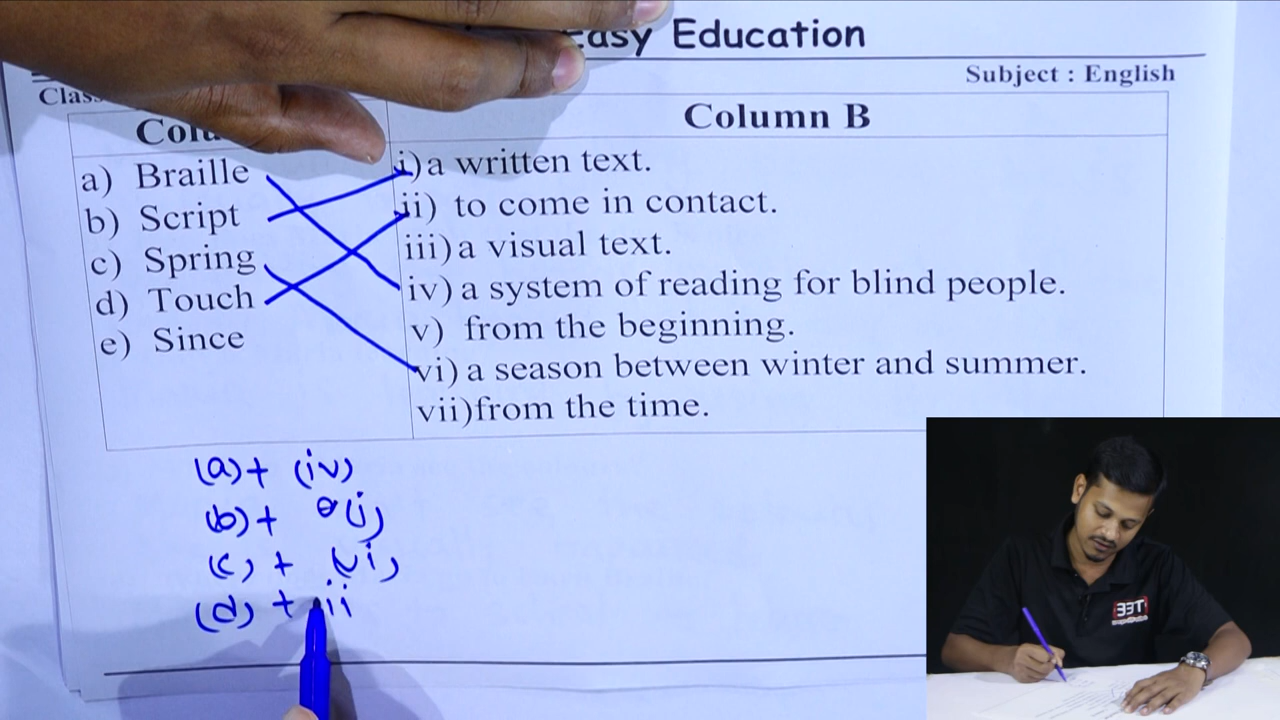 Easy Education
Subject : English
Class
Column B
a) Braille
b) Script
c) Spring
d) Touch
e) Since
i) a written text.
ii) to come in contact.
iii) a visual text.
iv) a system of reading for blind people.
v) from the beginning.
vi) a season between winter and summer.
vii) from the time.
(a) + (iv)
(b) + (i)
(c) + (vi)
(d) + ii